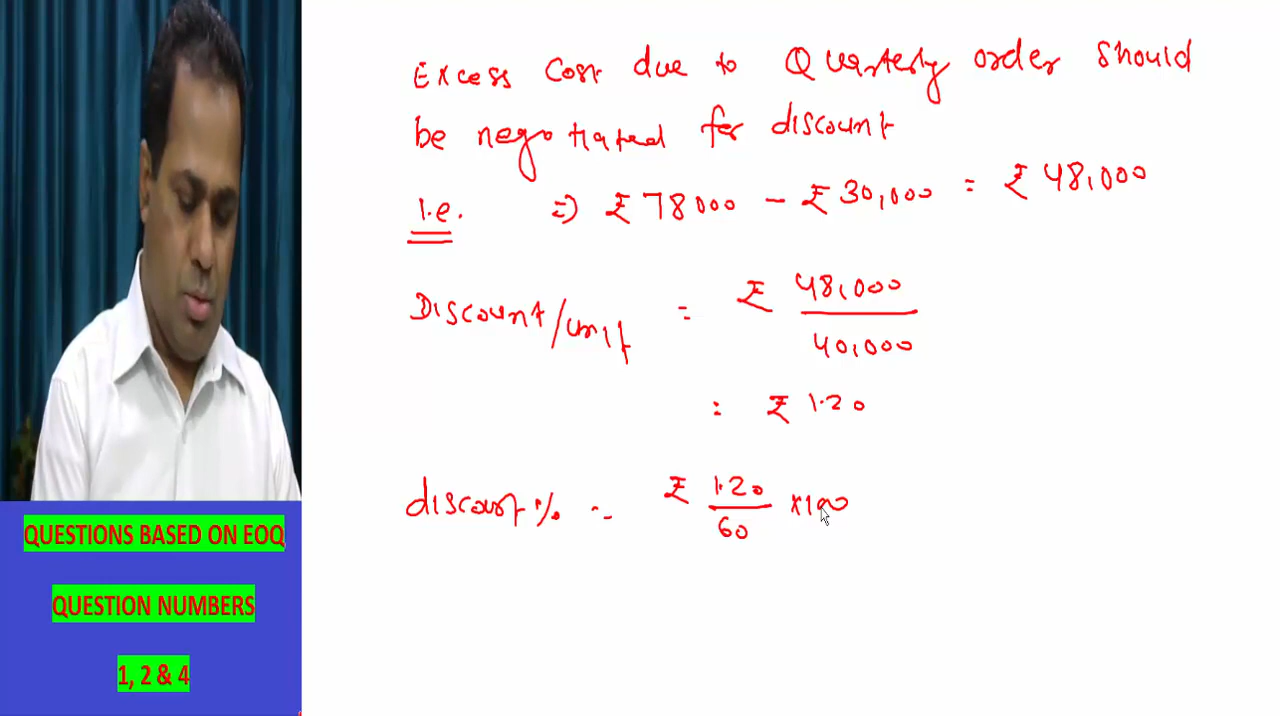 Excess Cost due to Quarterly order should
be negotiated for discount
I.e. => ₹ 78000 - ₹ 30,000 = ₹ 48,000
Discount/unit = ₹ 48,000
40,000
= ₹ 1.20
discount % = ₹ 1.20 × 100
60
QUESTIONS BASED ON EOQ
QUESTION NUMBERS
1, 2 & 4